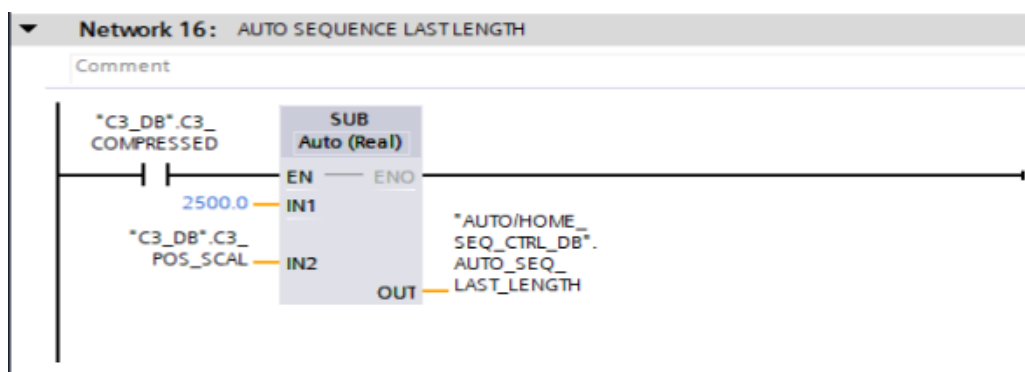 Network 16: AUTO SEQUENCE LAST LENGTH
Comment
"C3_DB".C3_
COMPRESSED
SUB
Auto (Real)
EN
ENO
2500.0
IN1
"C3_DB".C3_
POS_SCAL
IN2
OUT
"AUTO/HOME_
SEQ_CTRL_DB".
AUTO_SEQ_
LAST_LENGTH